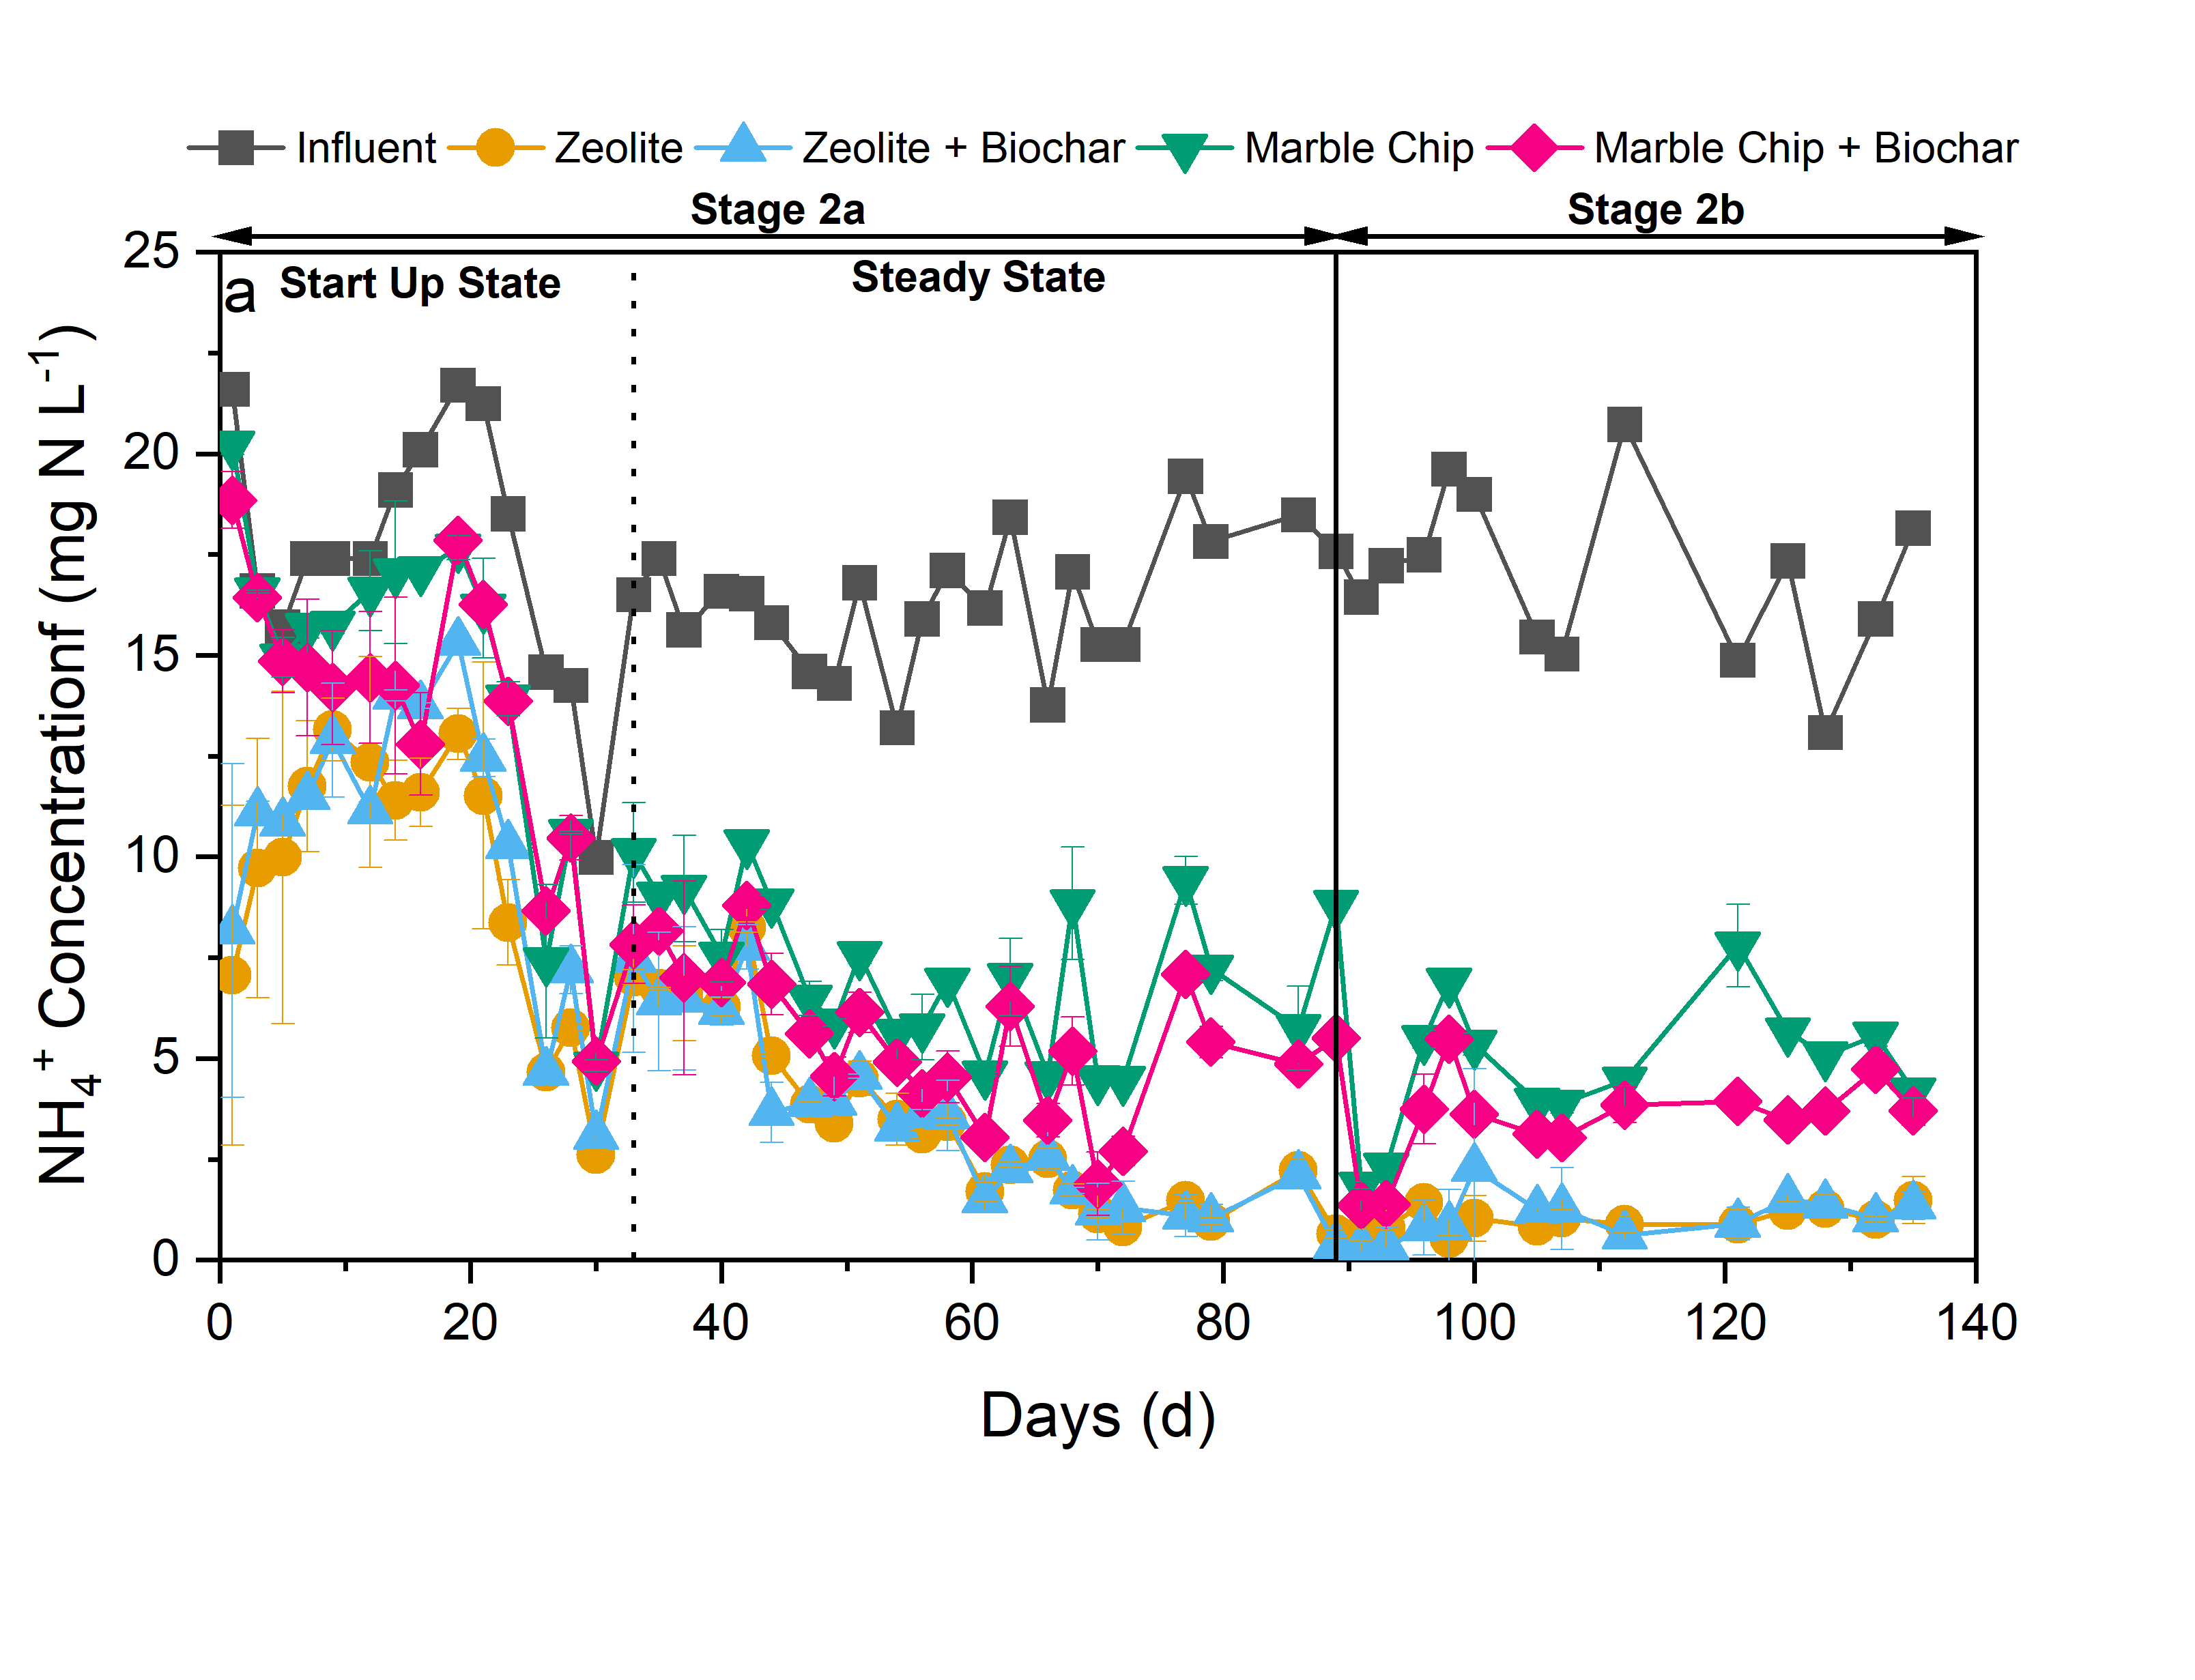 Influent Zeolite Zeolite + Biochar Marble Chip Marble Chip + Biochar
Stage 2a Stage 2b
a Start Up State Steady State
NH4+ Concentrationf (mg N L-1)
25
20
15
10
5
0
0 20 40 60 80 100 120 140
Days (d)